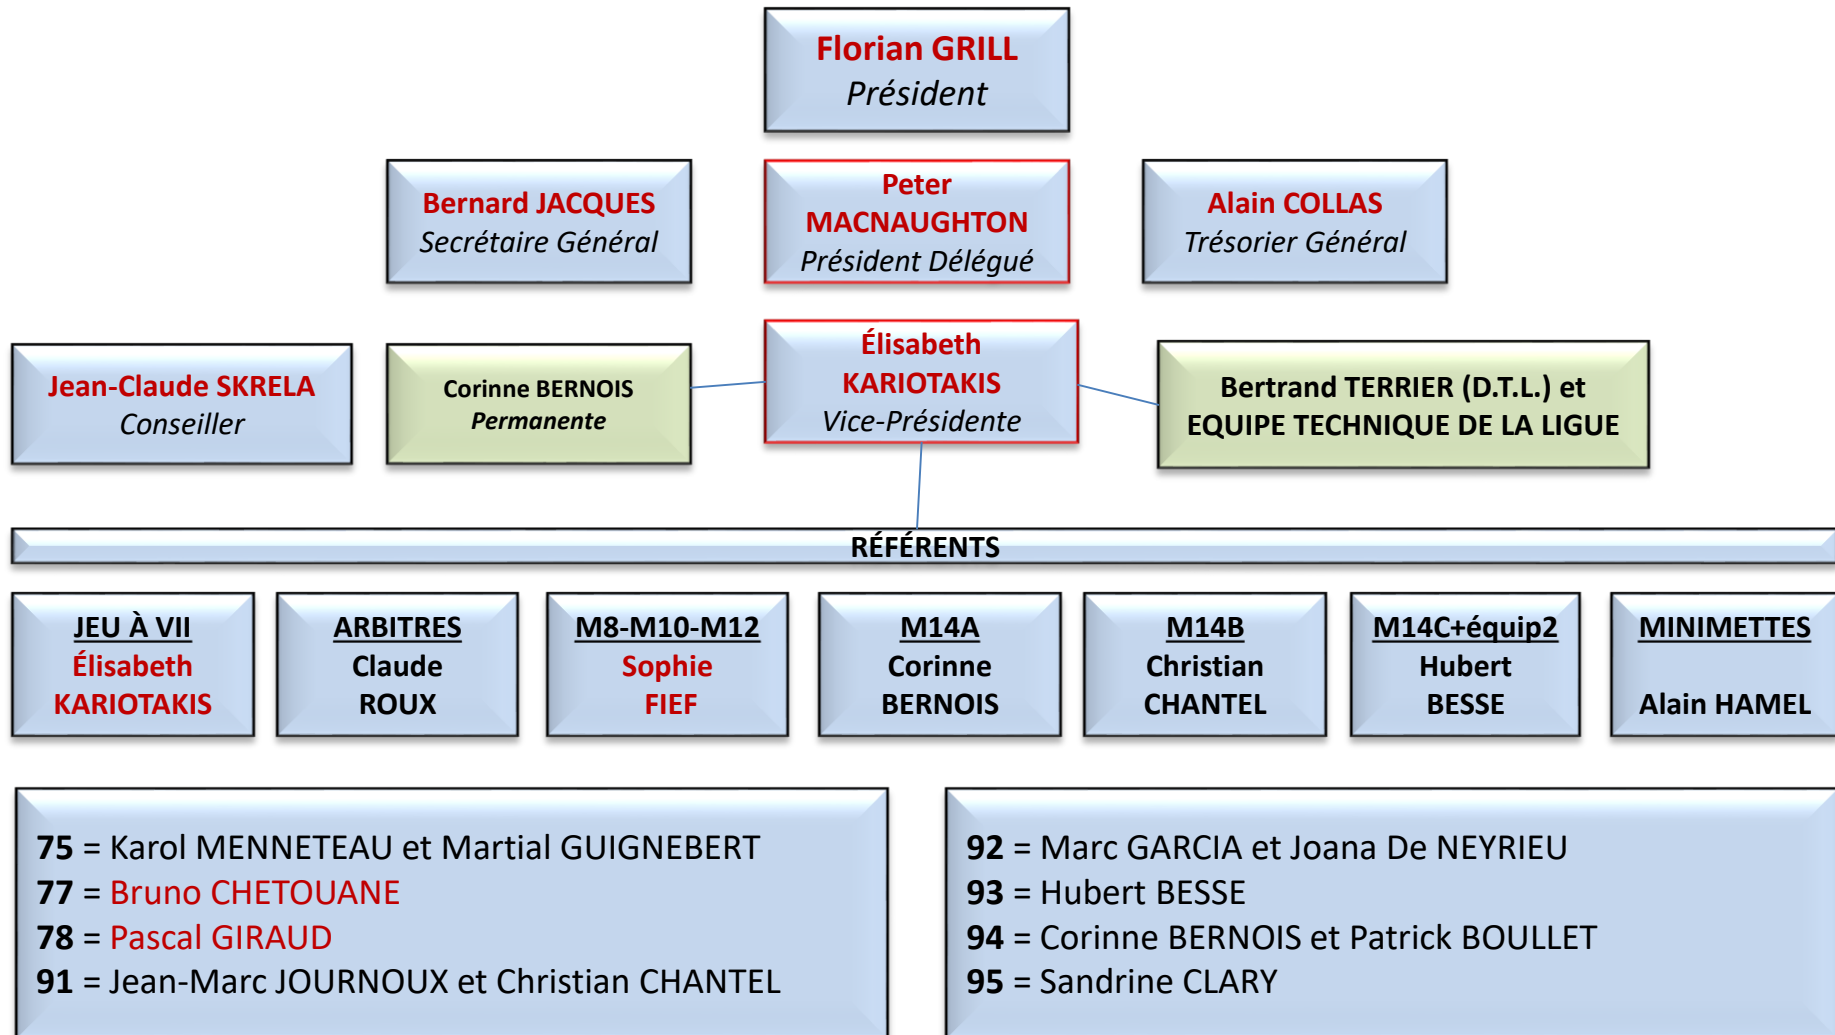 Florian GRILL
Président
Bernard JACQUES
Secrétaire Général
Peter
MACNAUGHTON
Président Délégué
Alain COLLAS
Trésorier Général
Jean-Claude SKRELA
Conseiller
Corinne BERNOIS
Permanente
Élisabeth
KARIOTAKIS
Vice-Présidente
Bertrand TERRIER (D.T.L.) et
EQUIPE TECHNIQUE DE LA LIGUE
RÉFÉRENTS
JEU À VII
Élisabeth
KARIOTAKIS
ARBITRES
Claude
ROUX
M8-M10-M12
Sophie
FIEF
M14A
Corinne
BERNOIS
M14B
Christian
CHANTEL
M14C+équip2
Hubert
BESSE
MINIMETTES
Alain HAMEL
75 = Karol MENNETEAU et Martial GUIGNEBERT
77 = Bruno CHETOUANE
78 = Pascal GIRAUD
91 = Jean-Marc JOURNOUX et Christian CHANTEL
92 = Marc GARCIA et Joana De NEYRIEU
93 = Hubert BESSE
94 = Corinne BERNOIS et Patrick BOULLET
95 = Sandrine CLARY